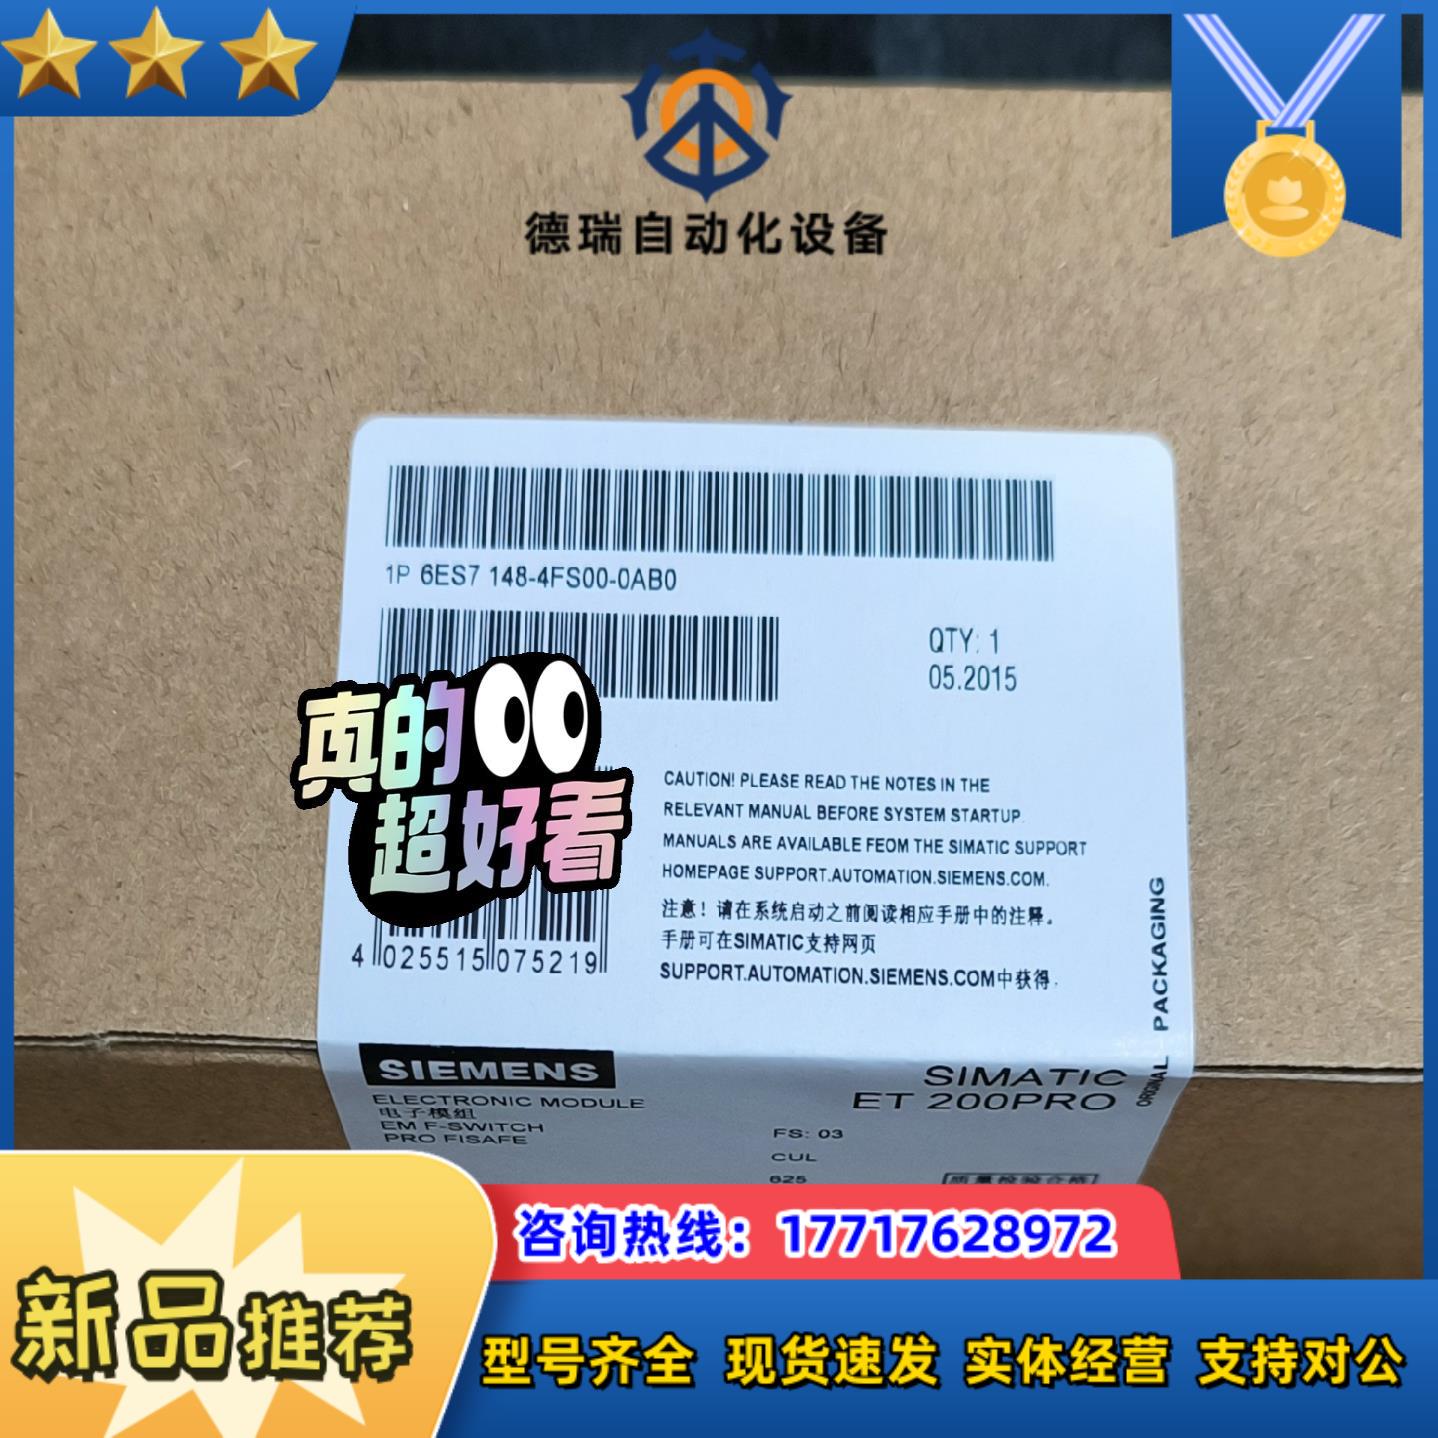 德瑞自动化设备
1P 6ES7 148-4FS00-0AB0
QTY: 1
05.2015
真的
超好看
CAUTION! PLEASE READ THE NOTES IN THE
RELEVANT MANUAL BEFORE SYSTEM STARTUP.
MANUALS ARE AVAILABLE FEOM THE SIMATIC SUPPORT
HOMEPAGE SUPPORT.AUTOMATION.SIEMENS.COM.
注意！请在系统启动之前阅读相应手册中的注释。
手册可在SIMATIC支持网页
SUPPORT.AUTOMATION.SIEMENS.COM中获得.
4 025515 075219
ORIGINAL PACKAGING
SIEMENS
ELECTRONIC MODULE
电子模组
EM F-SWITCH
PRO FISAFE
SIMATIC
ET 200PRO
FS: 03
CUL
825
质量检验合格
咨询热线：17717628972
新品推荐
型号齐全 现货速发 实体经营 支持对公